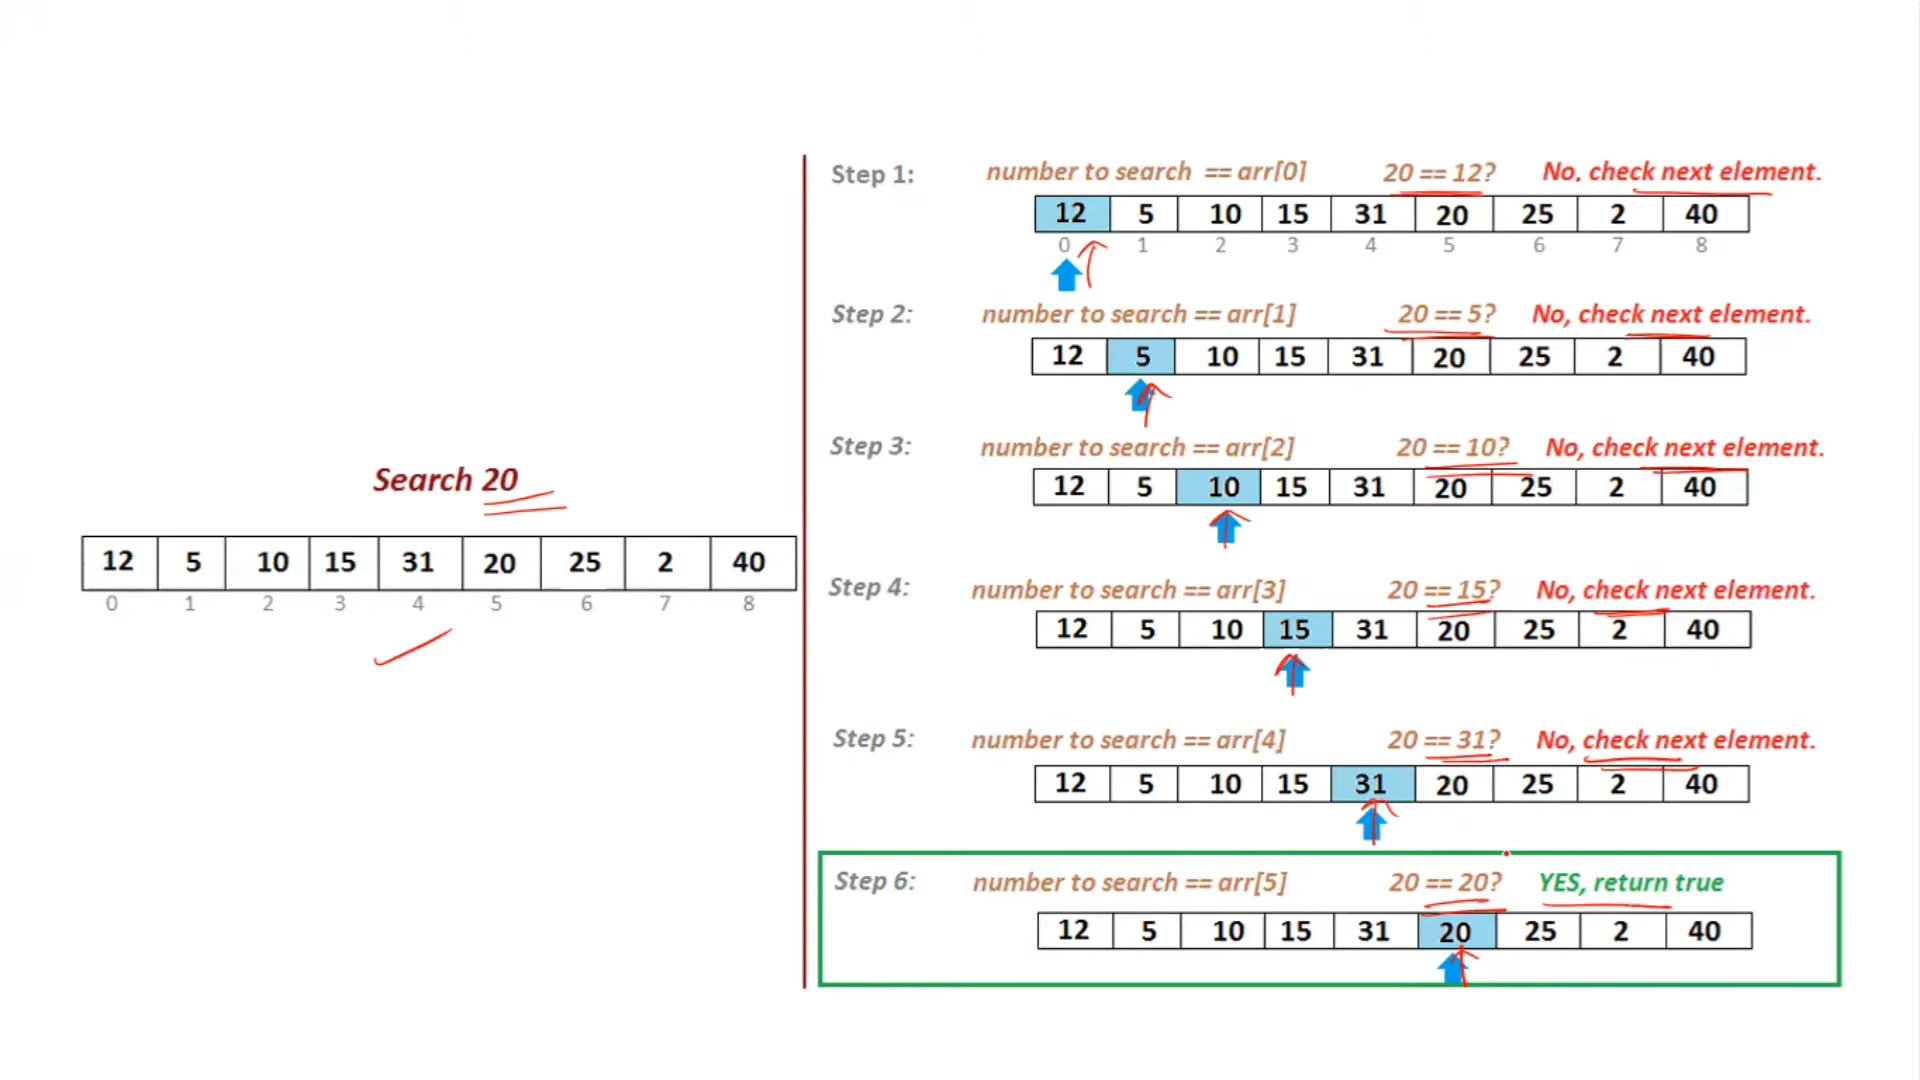 Search 20
12 5 10 15 31 20 25 2 40
0 1 2 3 4 5 6 7 8
Step 1: number to search == arr[0] 20 == 12? No, check next element.
12 5 10 15 31 20 25 2 40
0 1 2 3 4 5 6 7 8
Step 2: number to search == arr[1] 20 == 5? No, check next element.
12 5 10 15 31 20 25 2 40
Step 3: number to search == arr[2] 20 == 10? No, check next element.
12 5 10 15 31 20 25 2 40
Step 4: number to search == arr[3] 20 == 15? No, check next element.
12 5 10 15 31 20 25 2 40
Step 5: number to search == arr[4] 20 == 31? No, check next element.
12 5 10 15 31 20 25 2 40
Step 6: number to search == arr[5] 20 == 20? YES, return true
12 5 10 15 31 20 25 2 40